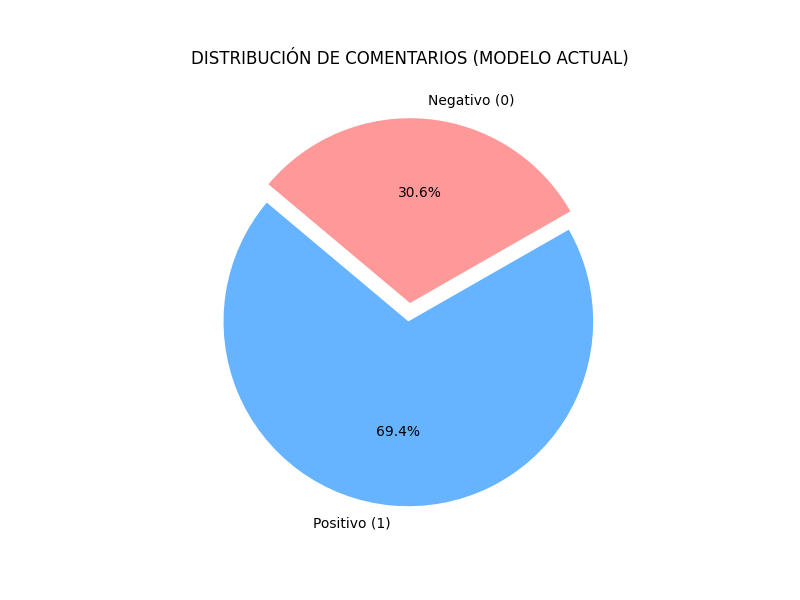 DISTRIBUCIÓN DE COMENTARIOS (MODELO ACTUAL)
Negativo (0)
30.6%
69.4%
Positivo (1)